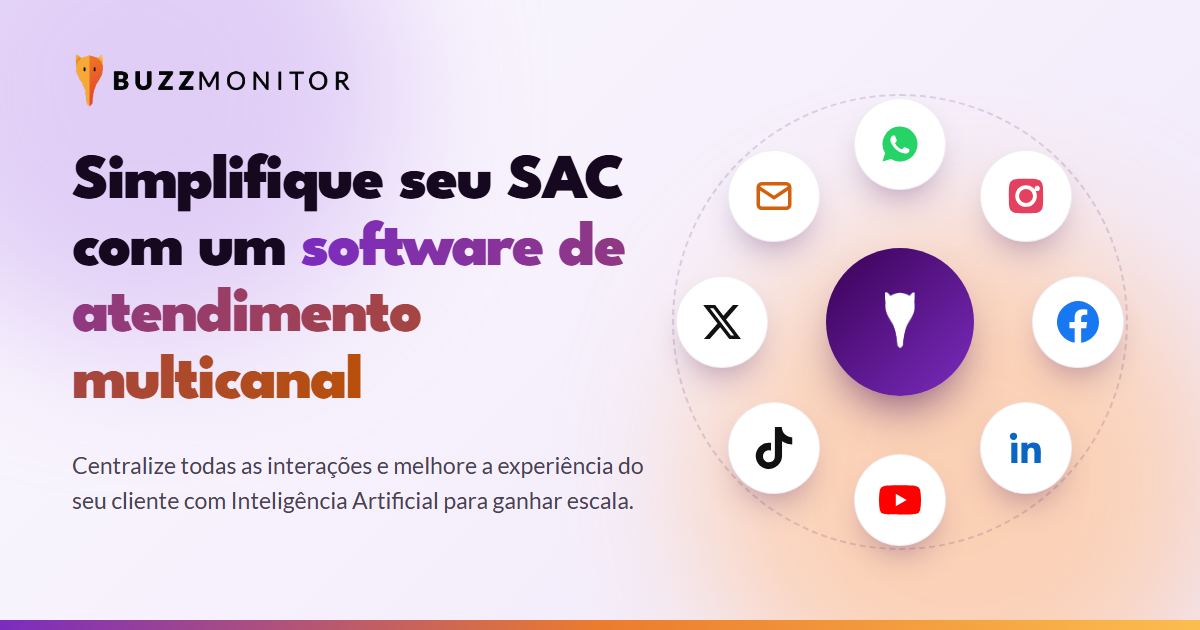 BUZZMONITOR
Simplifique seu SAC
com um software de
atendimento
multicanal
Centralize todas as interações e melhore a experiência do
seu cliente com Inteligência Artificial para ganhar escala.
in